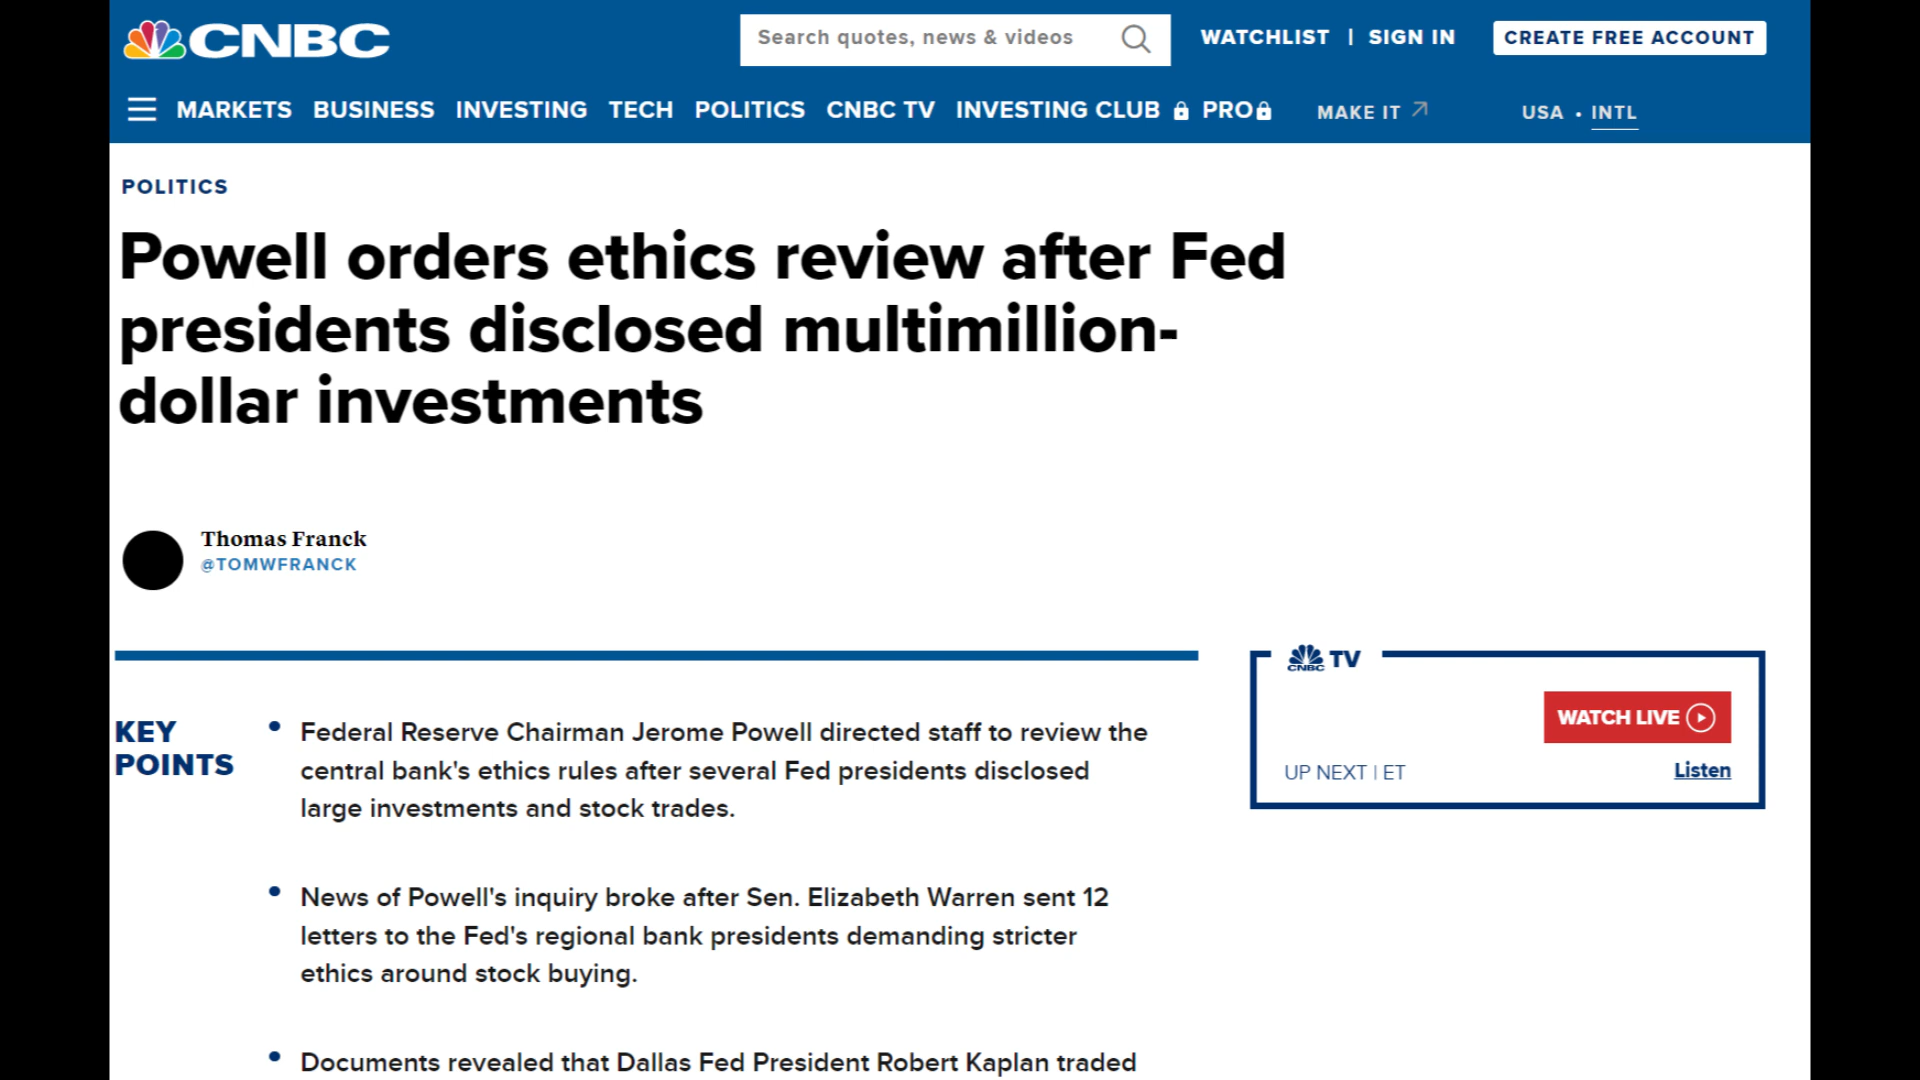 CNBC
Search quotes, news & videos
WATCHLIST | SIGN IN
CREATE FREE ACCOUNT
MARKETS BUSINESS INVESTING TECH POLITICS CNBC TV INVESTING CLUB PRO MAKE IT USA • INTL
POLITICS
Powell orders ethics review after Fed
presidents disclosed multimillion-
dollar investments
Thomas Franck
@TOMWFRANCK
CNBC TV
WATCH LIVE
UP NEXT | ET
Listen
KEY
POINTS
• Federal Reserve Chairman Jerome Powell directed staff to review the
central bank's ethics rules after several Fed presidents disclosed
large investments and stock trades.
• News of Powell's inquiry broke after Sen. Elizabeth Warren sent 12
letters to the Fed's regional bank presidents demanding stricter
ethics around stock buying.
• Documents revealed that Dallas Fed President Robert Kaplan traded